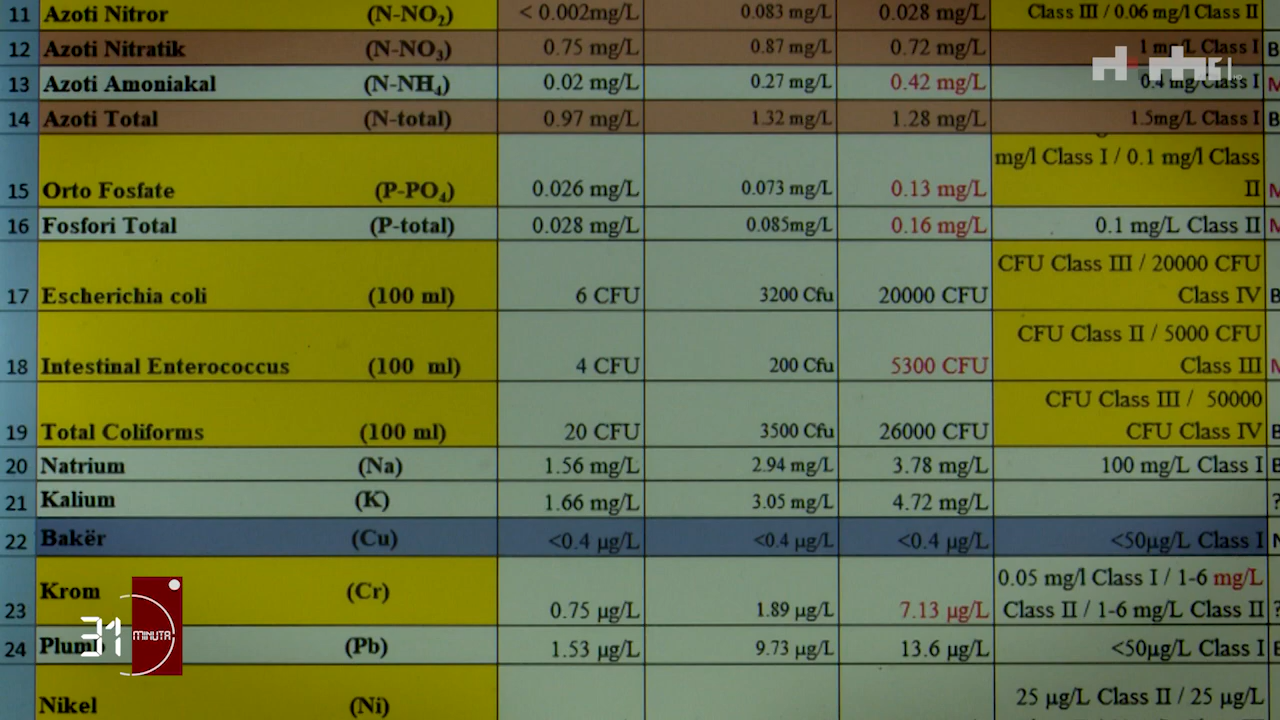 11 Azoti Nitror (N-NO₂) < 0.002mg/L 0.083 mg/L 0.028 mg/L Class III / 0.06 mg/l Class II
12 Azoti Nitratik (N-NO₃) 0.75 mg/L 0.87 mg/L 0.72 mg/L 1 mg/L Class I B
13 Azoti Amoniakal (N-NH₄) 0.02 mg/L 0.27 mg/L 0.42 mg/L 0.4 mg/L Class I M
14 Azoti Total (N-total) 0.97 mg/L 1.32 mg/L 1.28 mg/L 1.5mg/L Class I B
mg/l Class I / 0.1 mg/l Class
15 Orto Fosfate (P-PO₄) 0.026 mg/L 0.073 mg/L 0.13 mg/L II M
16 Fosfori Total (P-total) 0.028 mg/L 0.085mg/L 0.16 mg/L 0.1 mg/L Class II M
CFU Class III / 20000 CFU
17 Escherichia coli (100 ml) 6 CFU 3200 Cfu 20000 CFU Class IV B
CFU Class II / 5000 CFU
18 Intestinal Enterococcus (100 ml) 4 CFU 200 Cfu 5300 CFU Class III M
CFU Class III / 50000
19 Total Coliforms (100 ml) 20 CFU 3500 Cfu 26000 CFU CFU Class IV B
20 Natrium (Na) 1.56 mg/L 2.94 mg/L 3.78 mg/L 100 mg/L Class I B
21 Kalium (K) 1.66 mg/L 3.05 mg/L 4.72 mg/L ?
22 Bakër (Cu) <0.4 µg/L <0.4 µg/L <0.4 µg/L <50µg/L Class I N
0.05 mg/l Class I / 1-6 mg/L
23 Krom (Cr) 0.75 µg/L 1.89 µg/L 7.13 µg/L Class II / 1-6 mg/L Class II ?
24 Plumb (Pb) 1.53 µg/L 9.73 µg/L 13.6 µg/L <50µg/L Class I
Nikel (Ni) 25 µg/L Class II / 25 µg/L
31 MINUTA